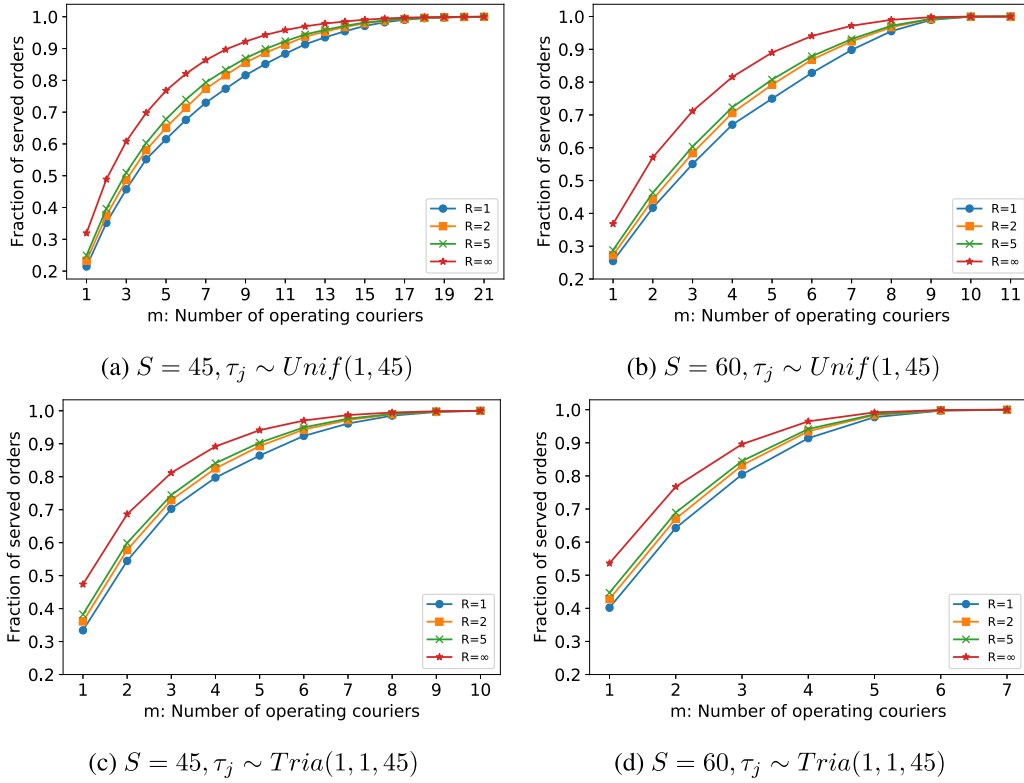 Fraction of served orders
1.0
0.9
0.8
0.7
0.6
0.5
0.4
0.3
0.2
1 3 5 7 9 11 13 15 17 19 21
m: Number of operating couriers
R=1
R=2
R=5
R=∞
(a) S = 45, τj ∼ Unif(1, 45)
Fraction of served orders
1.0
0.9
0.8
0.7
0.6
0.5
0.4
0.3
0.2
1 2 3 4 5 6 7 8 9 10 11
m: Number of operating couriers
R=1
R=2
R=5
R=∞
(b) S = 60, τj ∼ Unif(1, 45)
Fraction of served orders
1.0
0.9
0.8
0.7
0.6
0.5
0.4
0.3
0.2
1 2 3 4 5 6 7 8 9 10
m: Number of operating couriers
R=1
R=2
R=5
R=∞
(c) S = 45, τj ∼ Tria(1, 1, 45)
Fraction of served orders
1.0
0.9
0.8
0.7
0.6
0.5
0.4
0.3
0.2
1 2 3 4 5 6 7
m: Number of operating couriers
R=1
R=2
R=5
R=∞
(d) S = 60, τj ∼ Tria(1, 1, 45)